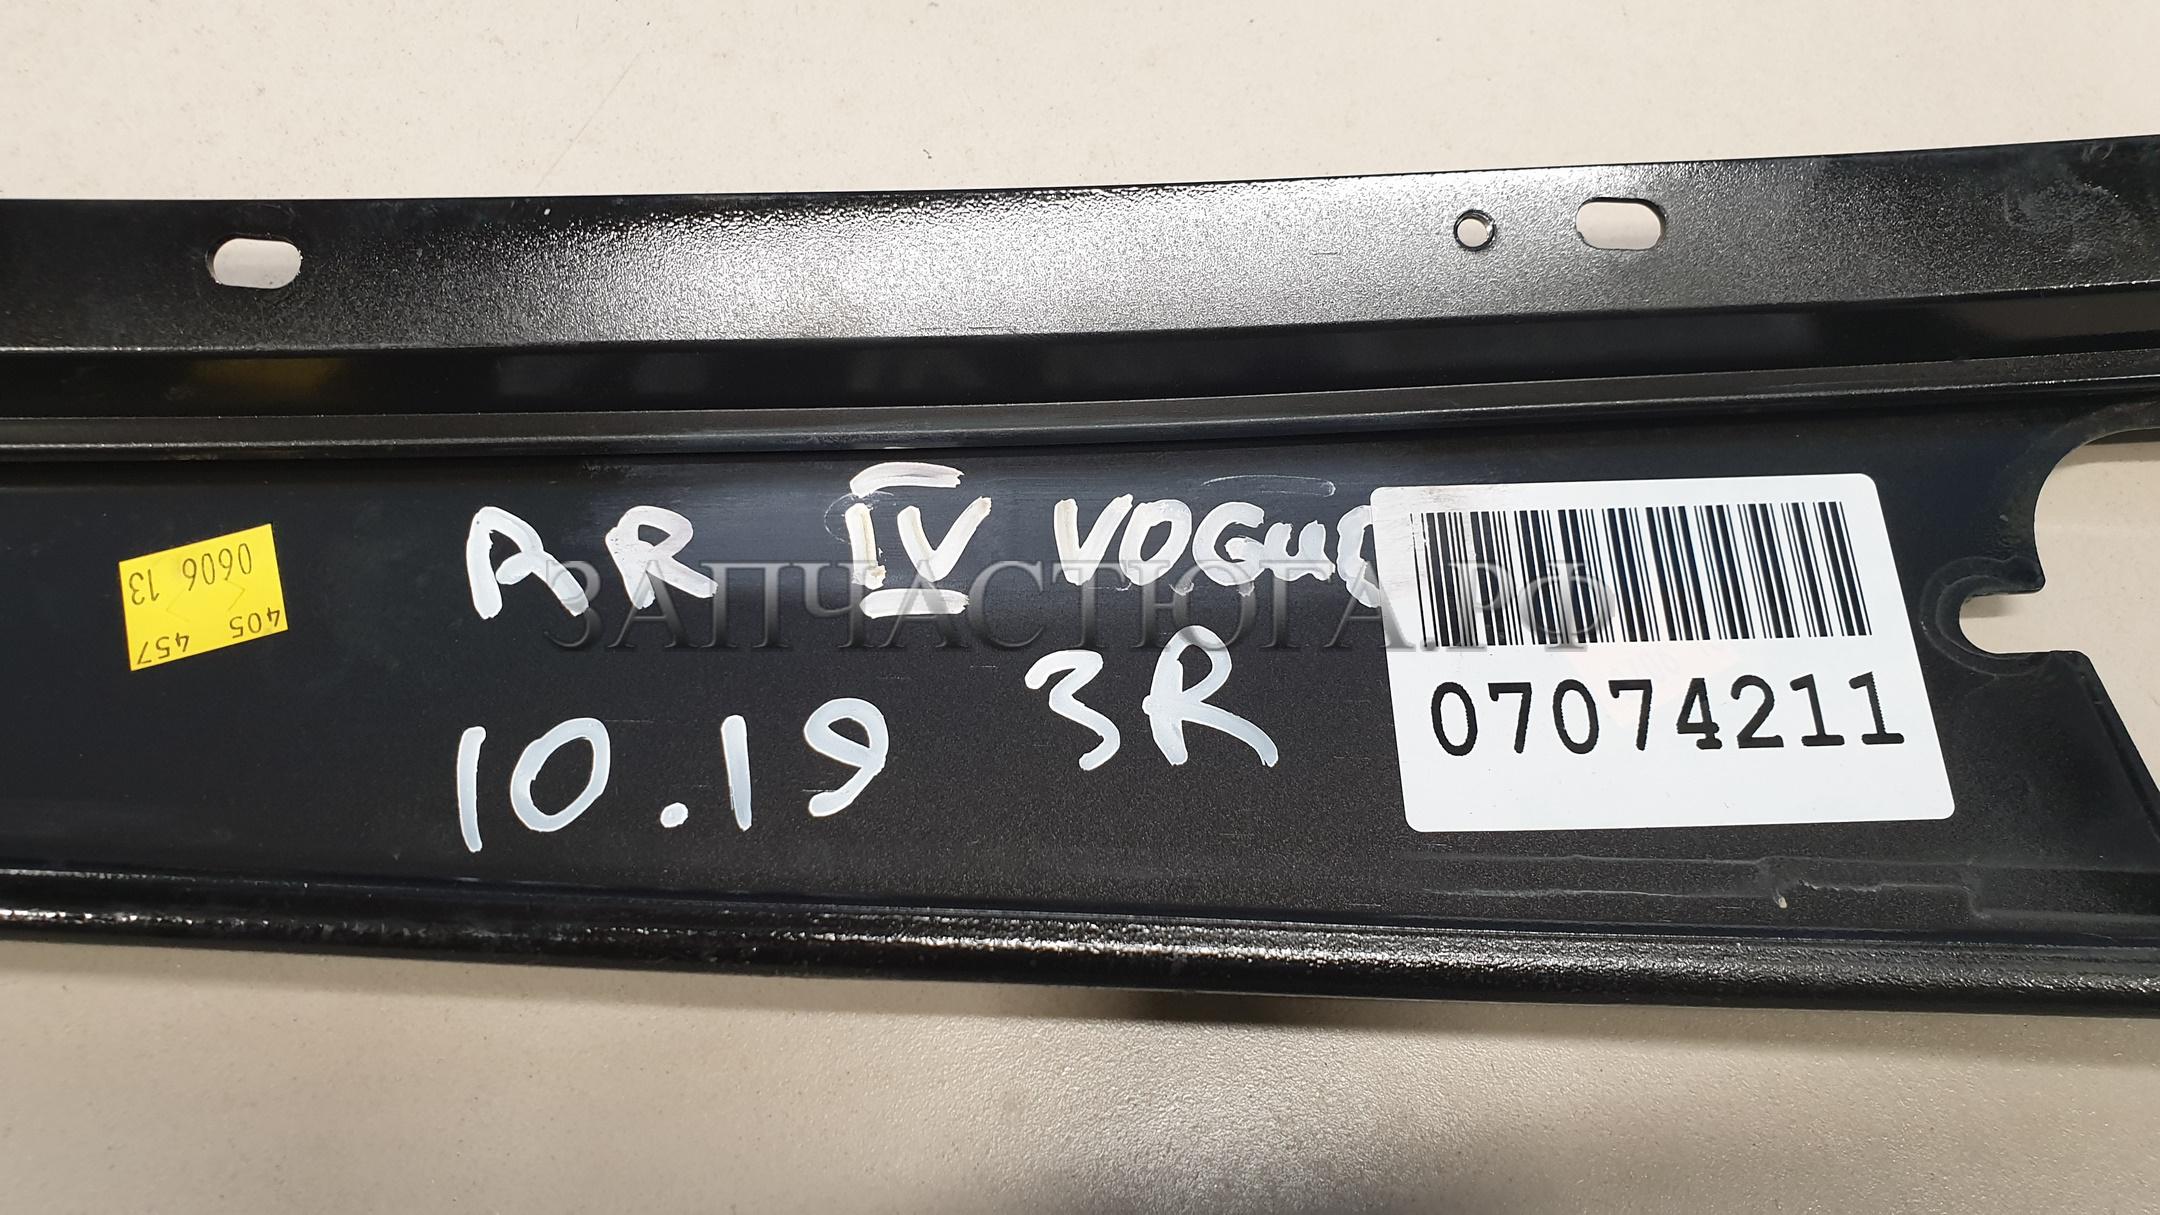 AR IV VOGUE
ЗАПЧАСТЮГА.РФ
10.19
3R
07074211
0606 13
405 457